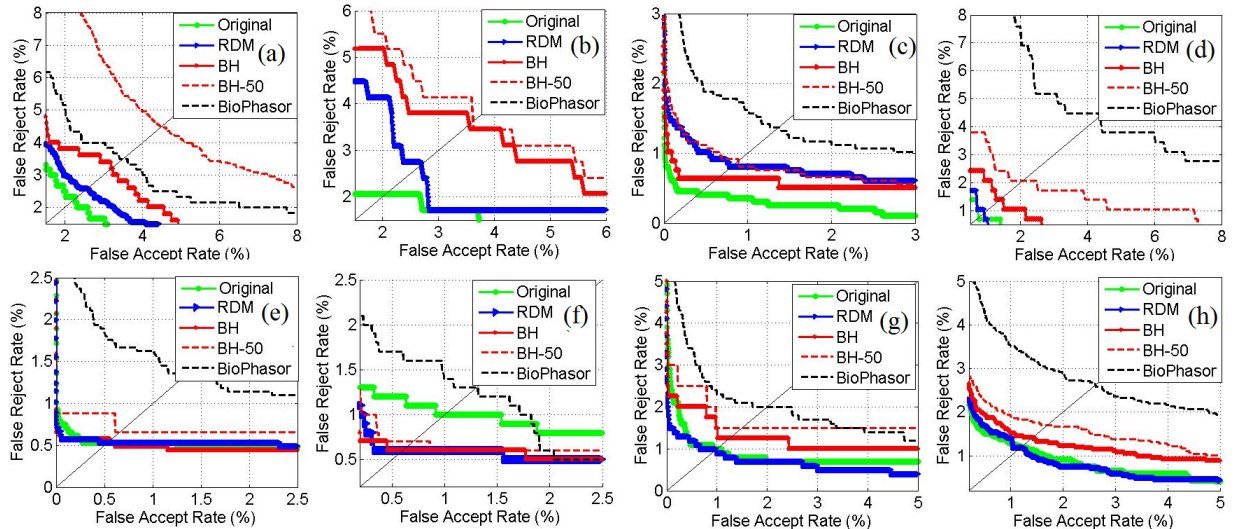 8
7
6
5
4
3
2
False Reject Rate (%)
Original
RDM
BH
BH-50
BioPhasor
(a)
2
4
6
8
False Accept Rate (%)
6
5
4
3
2
False Reject Rate (%)
Original
RDM
BH
BH-50
BioPhasor
(b)
2
3
4
5
6
False Accept Rate (%)
3
2
1
0
False Reject Rate (%)
Original
RDM
BH
BH-50
BioPhasor
(c)
0
1
2
3
False Accept Rate (%)
8
7
6
5
4
3
2
1
False Reject Rate (%)
Original
RDM
BH
BH-50
BioPhasor
(d)
2
4
6
8
False Accept Rate (%)
2.5
2
1.5
1
0.5
0
False Reject Rate (%)
Original
RDM
BH
BH-50
BioPhasor
(e)
0
0.5
1
1.5
2
2.5
False Accept Rate (%)
2.5
2
1.5
1
0.5
False Reject Rate (%)
Original
RDM
BH
BH-50
BioPhasor
(f)
0.5
1
1.5
2
2.5
False Accept Rate (%)
5
4
3
2
1
0
False Reject Rate (%)
Original
RDM
BH
BH-50
BioPhasor
(g)
0
1
2
3
4
5
False Accept Rate (%)
5
4
3
2
1
False Reject Rate (%)
Original
RDM
BH
BH-50
BioPhasor
(h)
1
2
3
4
5
False Accept Rate (%)